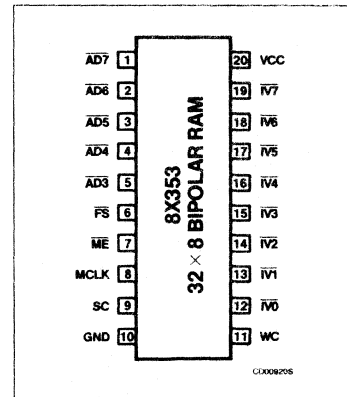 AD7 1 20 VCC
AD6 2 19 IV7
AD5 3 18 IV6
AD4 4 17 IV5
AD3 5 16 IV4
FS 6 15 IV3
ME 7 14 IV2
MCLK 8 13 IV1
SC 9 12 IV0
GND 10 11 WC
8X353
32 × 8 BIPOLAR RAM
CD00929S